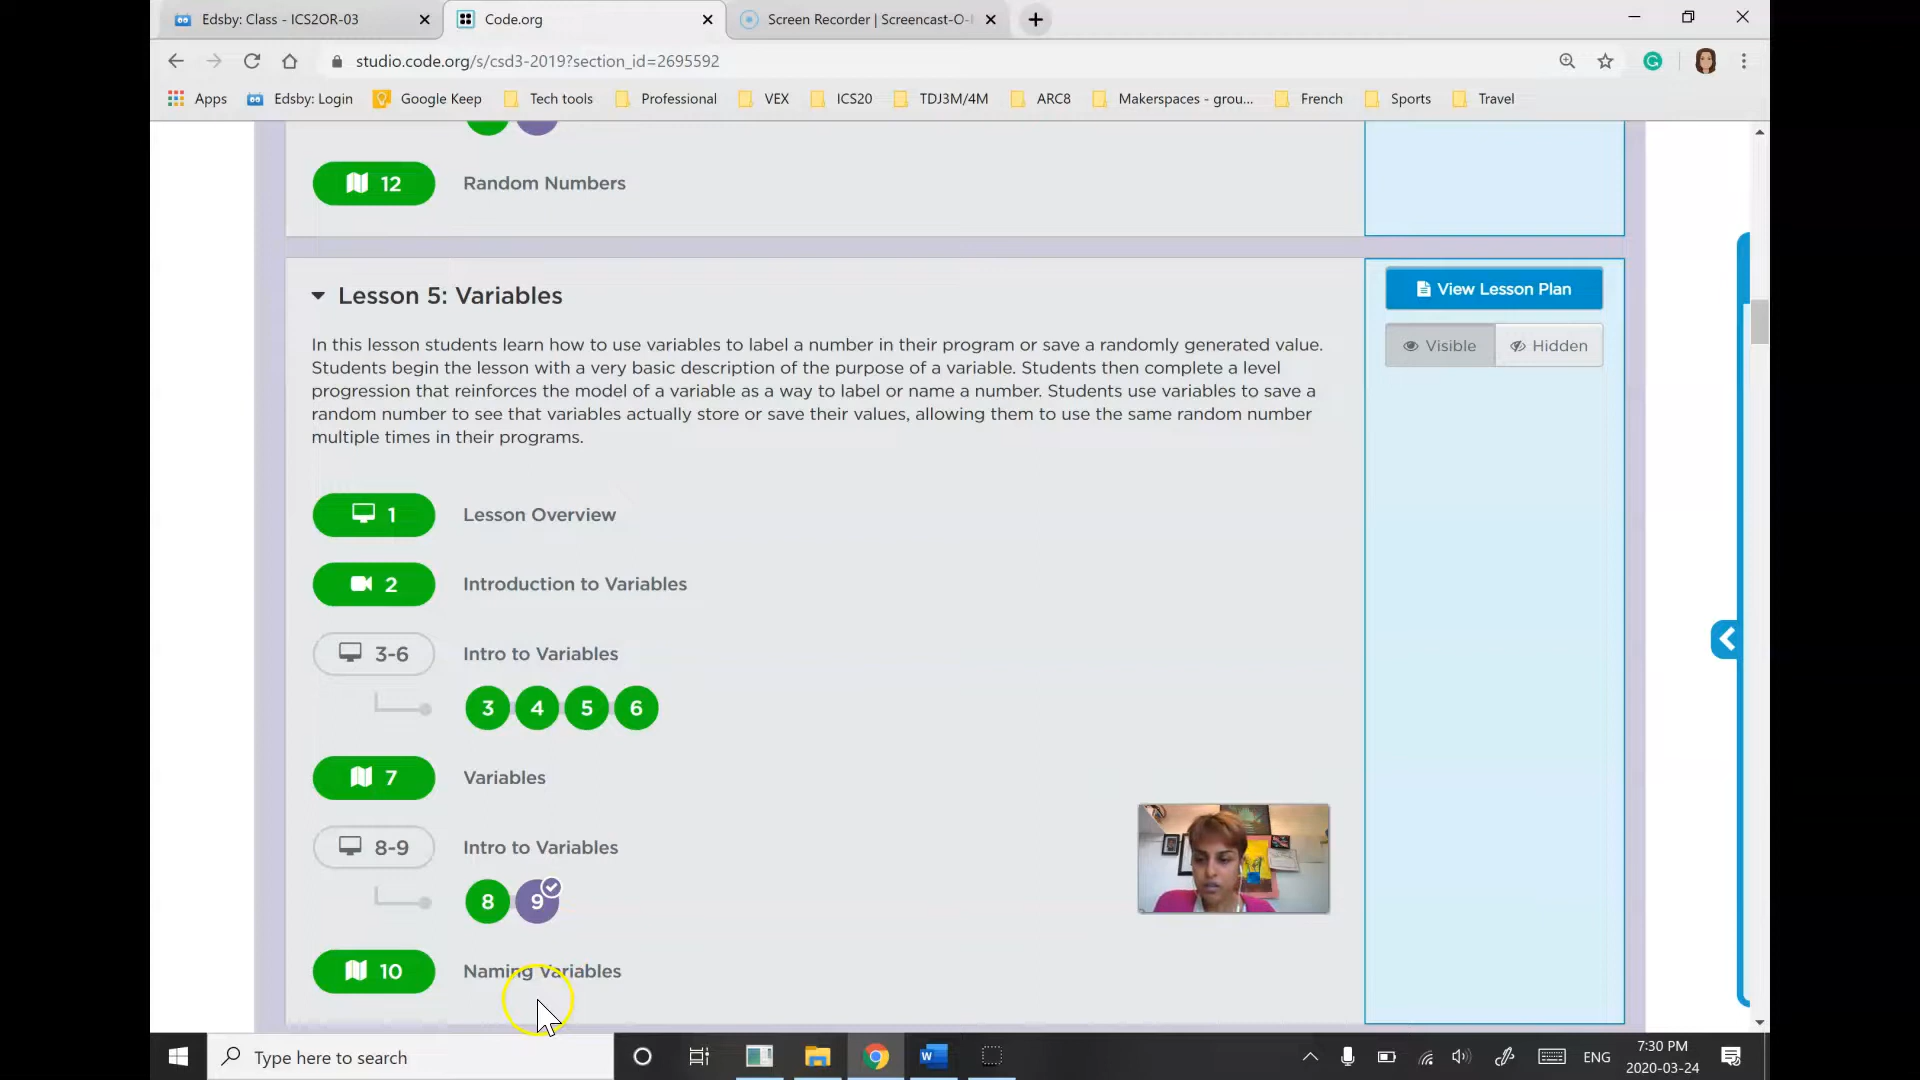 Edsby: Class - ICS2OR-03
Code.org
Screen Recorder | Screencast-O-
studio.code.org/s/csd3-2019?section_id=2695592
Apps Edsby: Login Google Keep Tech tools Professional VEX ICS20 TDJ3M/4M ARC8 Makerspaces - grou... French Sports Travel
12 Random Numbers
Lesson 5: Variables
View Lesson Plan
Visible Hidden
In this lesson students learn how to use variables to label a number in their program or save a randomly generated value.
Students begin the lesson with a very basic description of the purpose of a variable. Students then complete a level
progression that reinforces the model of a variable as a way to label or name a number. Students use variables to save a
random number to see that variables actually store or save their values, allowing them to use the same random number
multiple times in their programs.
1 Lesson Overview
2 Introduction to Variables
3-6 Intro to Variables
3 4 5 6
7 Variables
8-9 Intro to Variables
8 9
10 Naming Variables
Type here to search
ENG
7:30 PM
2020-03-24